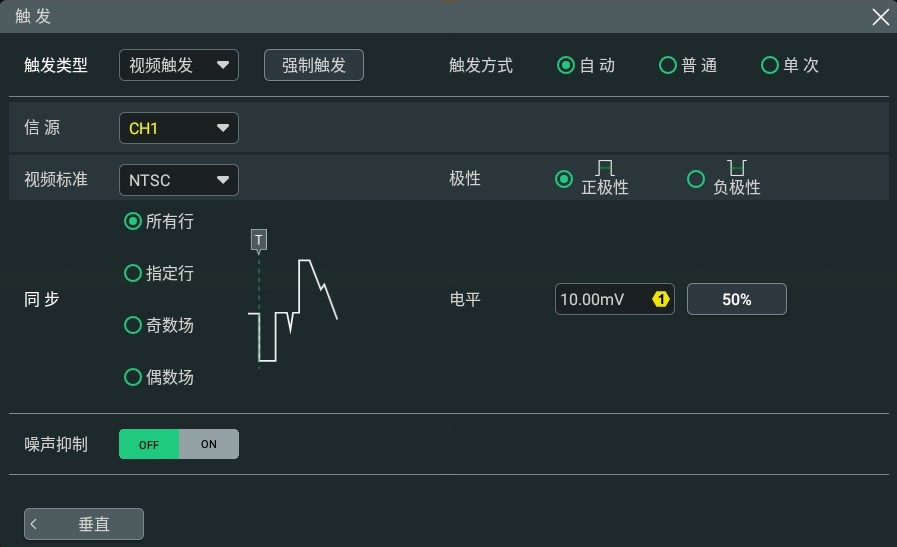 触 发
触发类型 视频触发 强制触发 触发方式 自 动 普 通 单 次
信 源 CH1
视频标准 NTSC 极性 正极性 负极性
所有行
T
指定行
同 步 电平 10.00mV 1 50%
奇数场
偶数场
噪声抑制 OFF ON
垂直